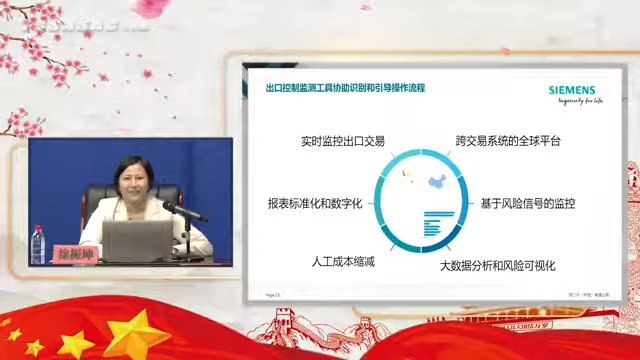 出口控制监测工具协助识别和引导操作流程
SIEMENS
Ingenuity for life
实时监控出口交易
跨交易系统的全球平台
报表标准化和数字化
基于风险信号的监控
人工成本缩减
大数据分析和风险可视化
徐振坤